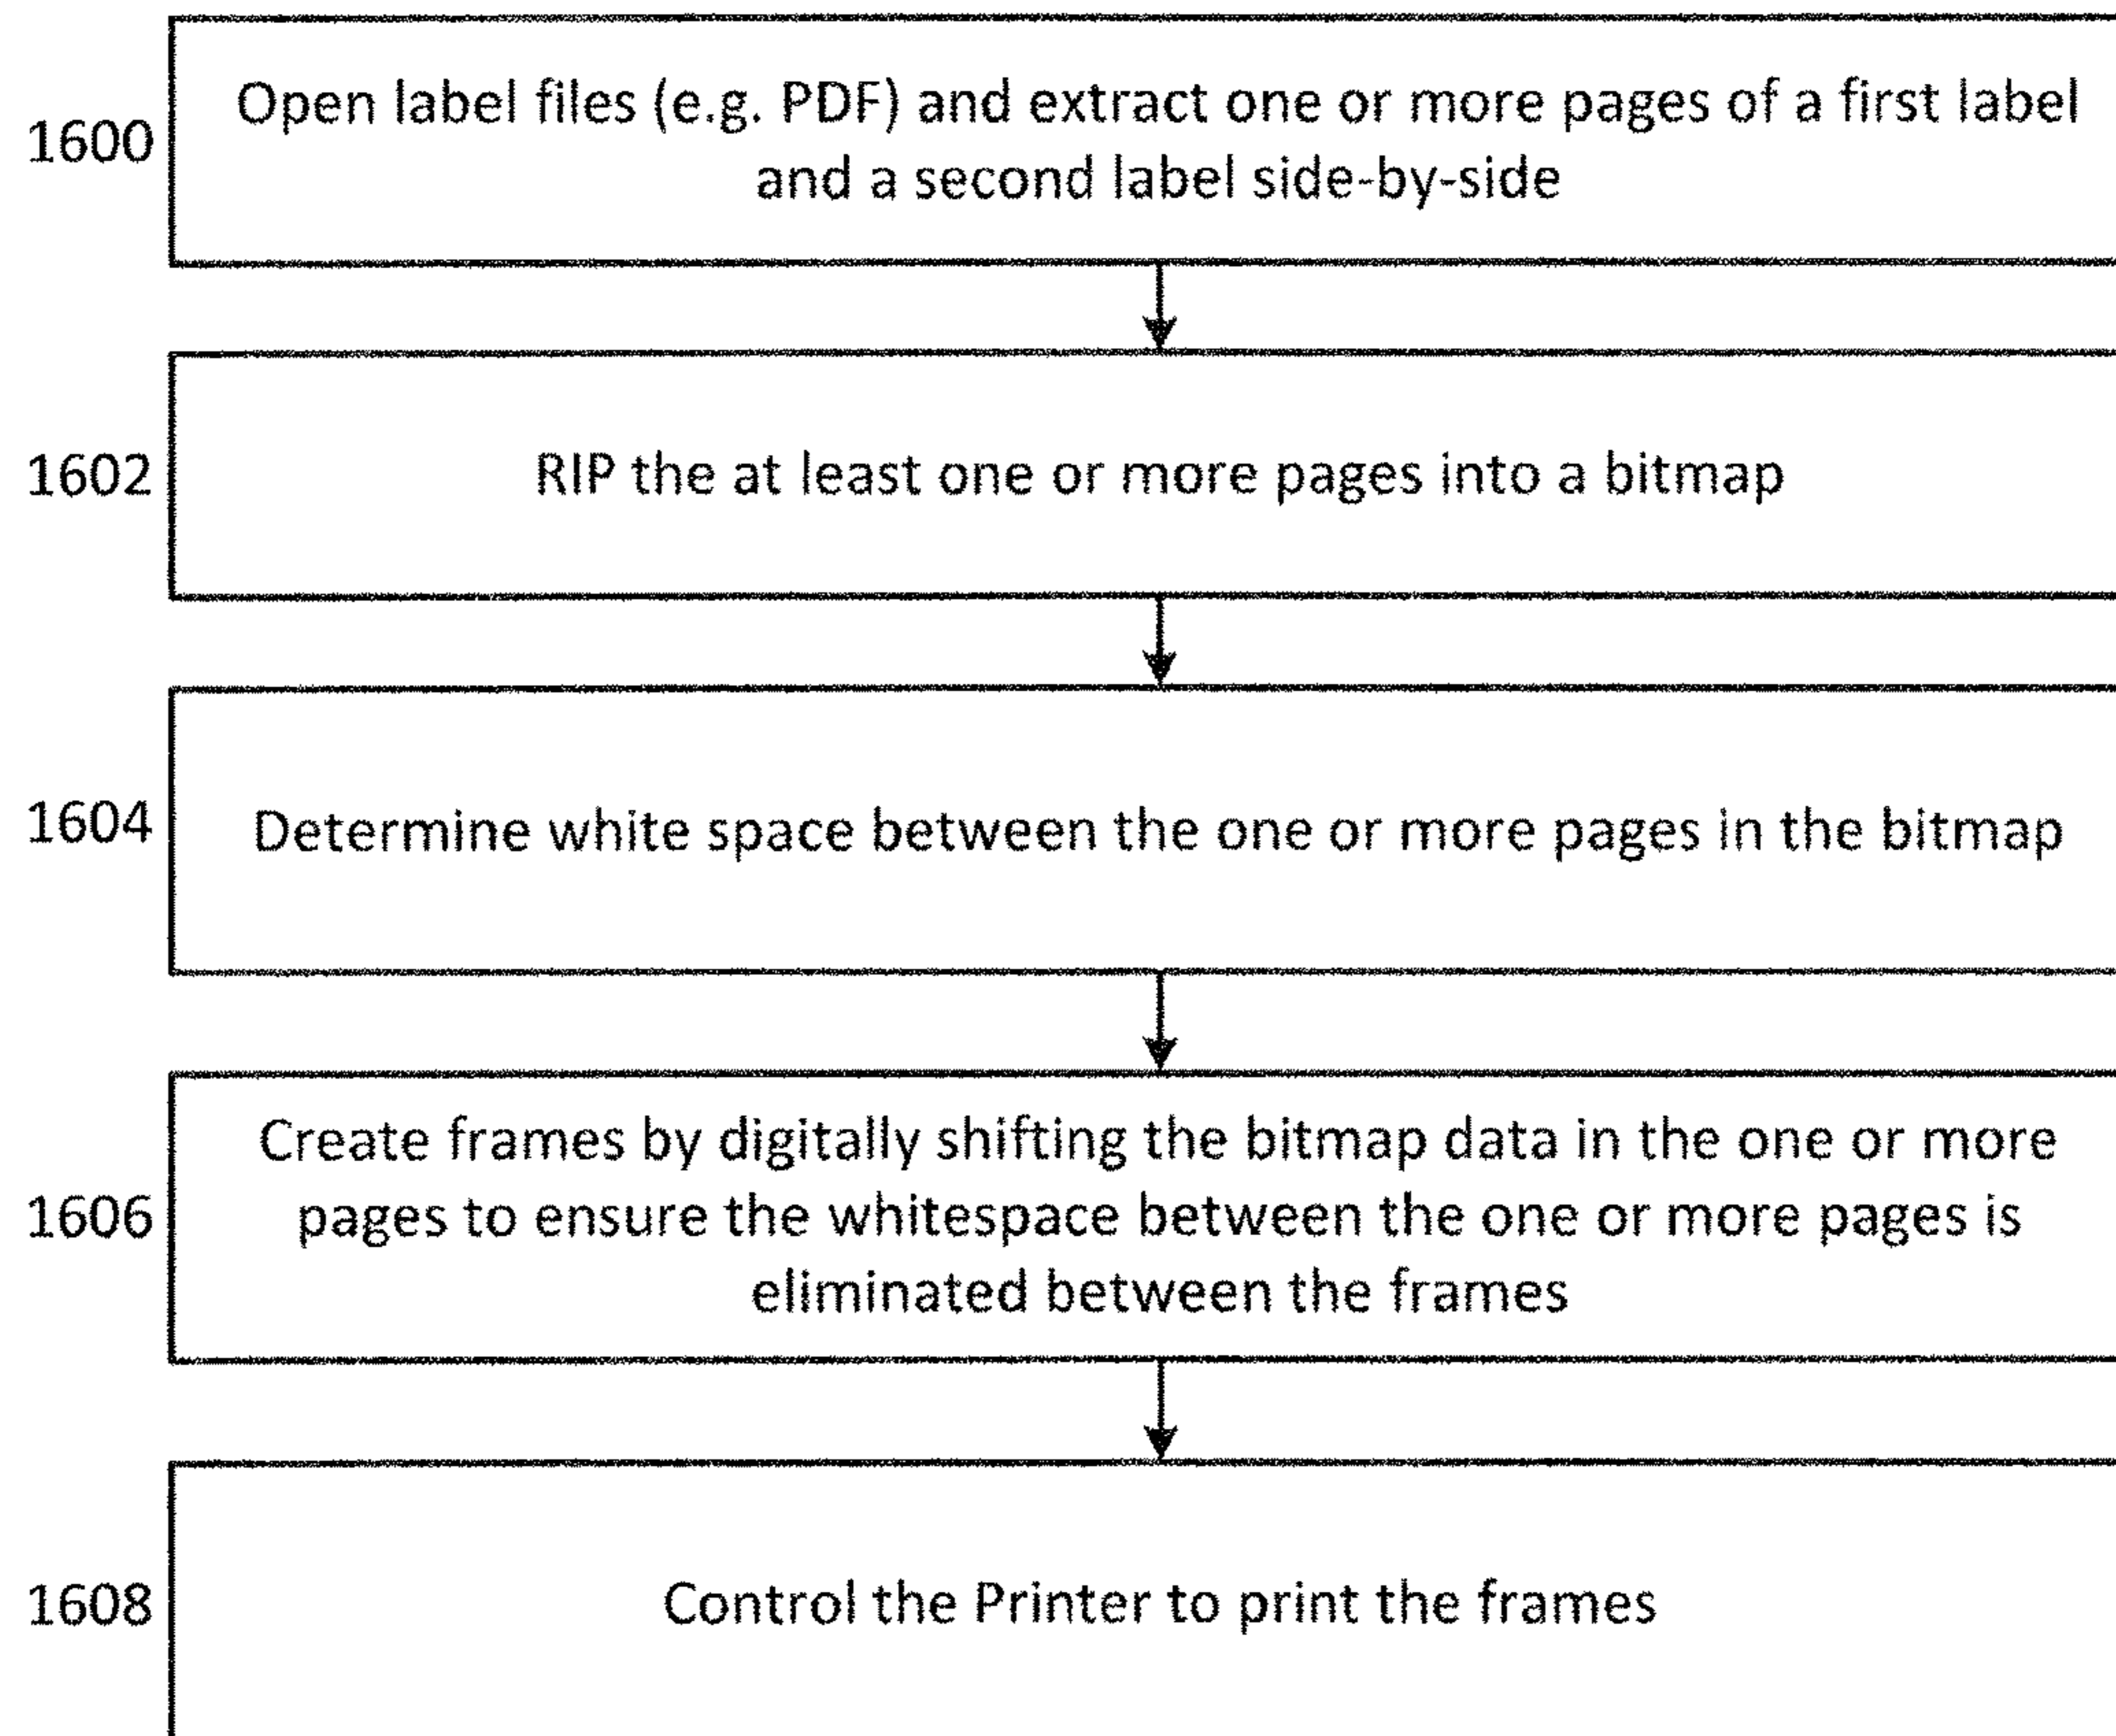 Open label files (e.g. PDF) and extract one or more pages of a first label
1600
and a second label side-by-side
1602
RIP the at least one or more pages into a bitmap
1604
Determine white space between the one or more pages in the bitmap
Create frames by digitally shifting the bitmap data in the one or more
1606
pages to ensure the whitespace between the one or more pages is
eliminated between the frames
1608
Control the Printer to print the frames